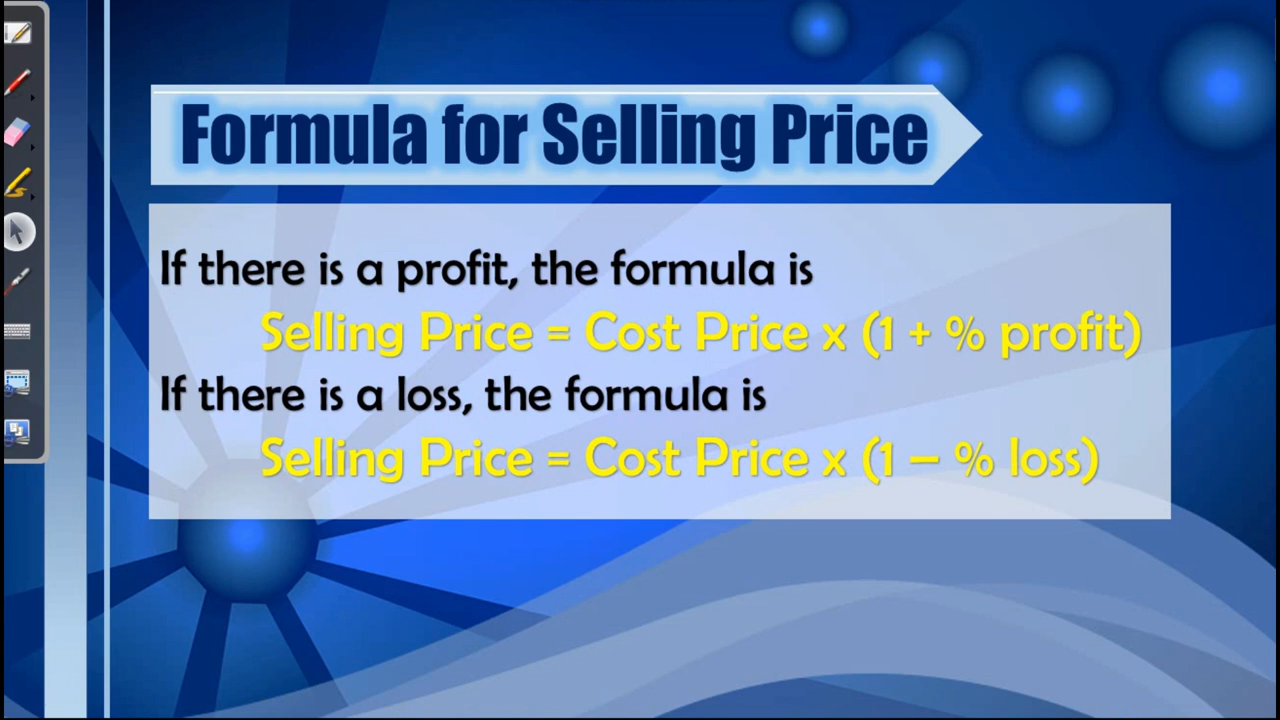 Formula for Selling Price
If there is a profit, the formula is
Selling Price = Cost Price x (1 + % profit)
If there is a loss, the formula is
Selling Price = Cost Price x (1 – % loss)